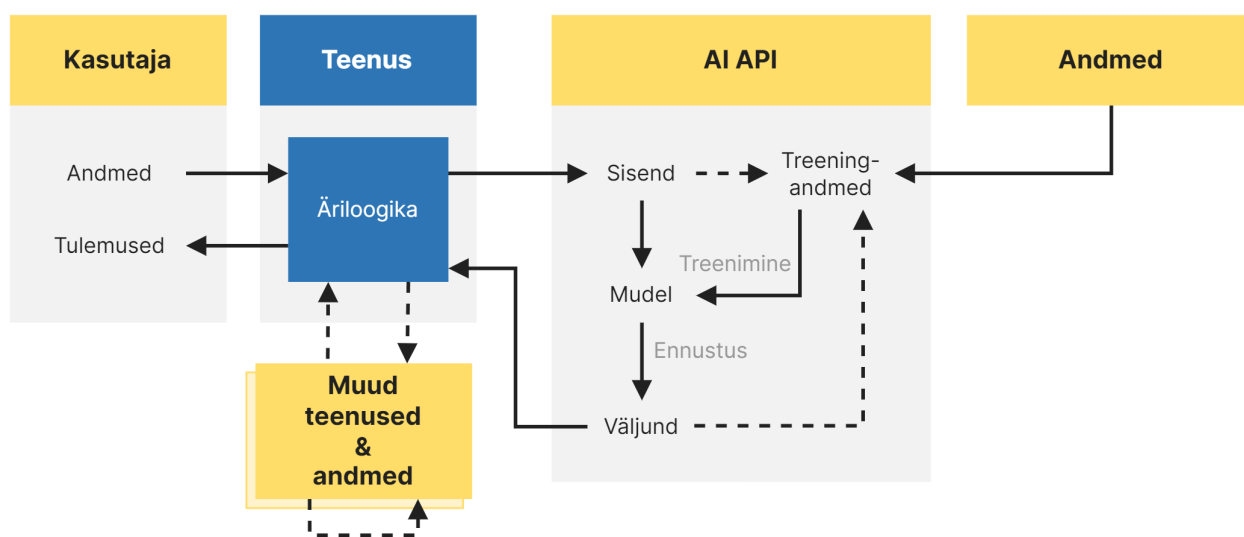 Kasutaja
Teenus
AI API
Andmed
Andmed
Tulemused
Äriloogika
Sisend
Treening-
andmed
Treenimine
Mudel
Ennustus
Väljund
Muud
teenused
&
andmed